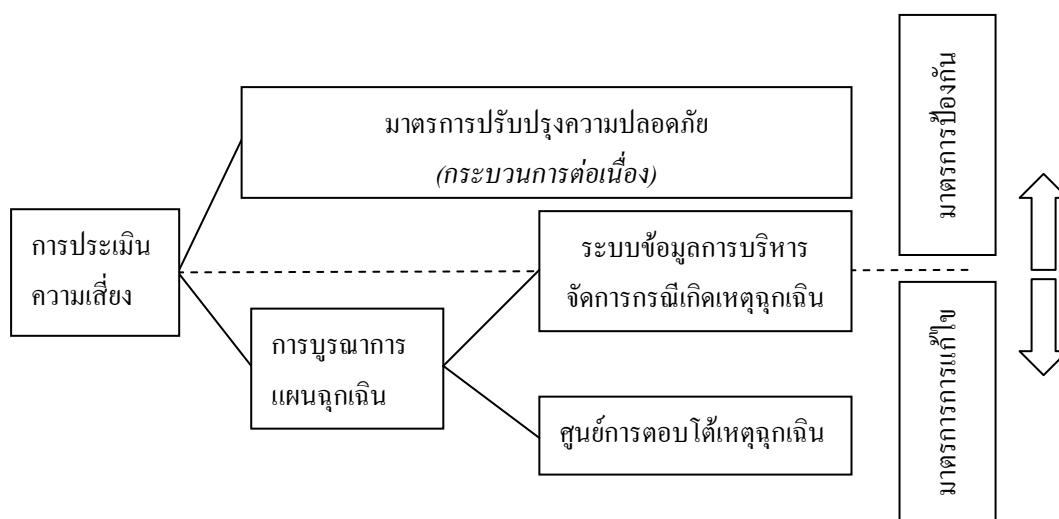 มาตรการปรับปรุงความปลอดภัย
(กระบวนการต่อเนื่อง)
การประเมิน
ความเสี่ยง
ระบบข้อมูลการบริหาร
จัดการกรณีเกิดเหตุฉุกเฉิน
การบูรณาการ
แผนฉุกเฉิน
ศูนย์การตอบโต้เหตุฉุกเฉิน
มาตรการป้องกัน
มาตรการการแก้ไข